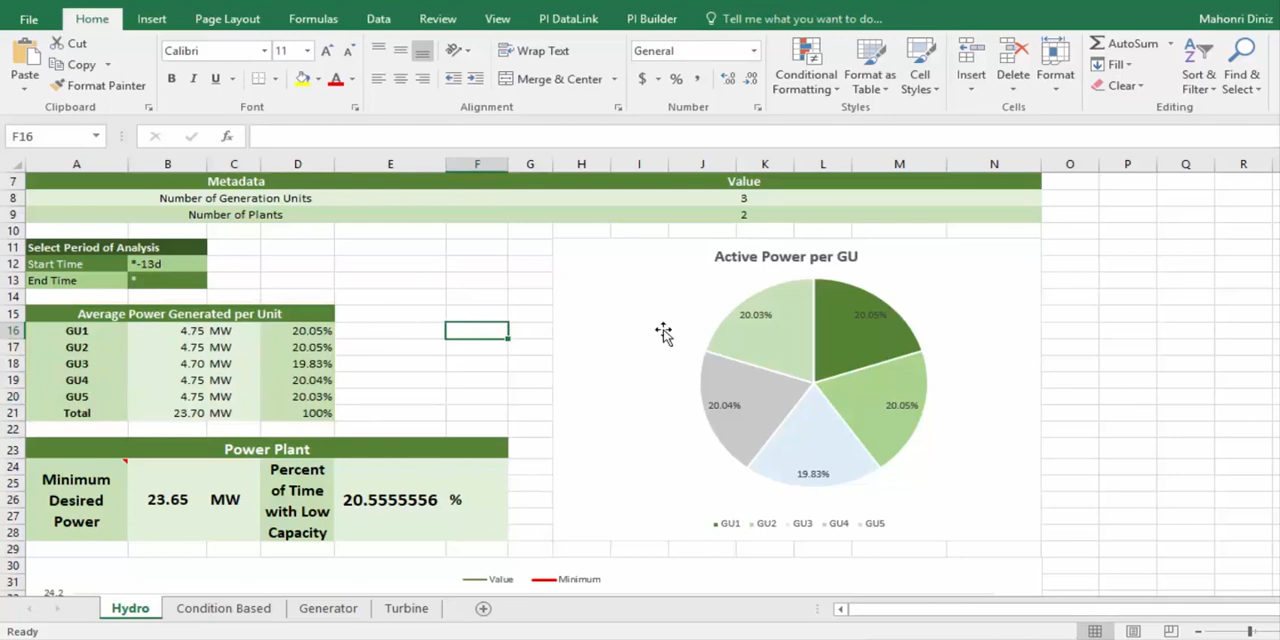 File Home Insert Page Layout Formulas Data Review View PI DataLink PI Builder Tell me what you want to do... Mahonri Diniz
Paste Cut Copy Format Painter Calibri 11 B I U Wrap Text Merge & Center General $ % , Conditional Formatting Format as Table Cell Styles Insert Delete Format AutoSum Fill Clear Sort & Filter Find & Select
Clipboard Font Alignment Number Styles Cells Editing
F16 fx
A B C D E F G H I J K L M N O P Q R
7 Metadata Value
8 Number of Generation Units 3
9 Number of Plants 2
10
11 Select Period of Analysis
12 Start Time *-13d
13 End Time *
14
15 Average Power Generated per Unit
16 GU1 4.75 MW 20.05%
17 GU2 4.75 MW 20.05%
18 GU3 4.70 MW 19.83%
19 GU4 4.75 MW 20.04%
20 GU5 4.75 MW 20.03%
21 Total 23.70 MW 100%
22
23 Power Plant
24
25
26
27
28
Minimum
Desired
Power
23.65 MW
Percent
of Time
with Low
Capacity
20.5555556 %
29
30
31
Active Power per GU
20.03% 20.05%
20.04% 20.05%
19.83%
GU1 GU2 GU3 GU4 GU5
Value Minimum
24.2
Hydro Condition Based Generator Turbine
Ready